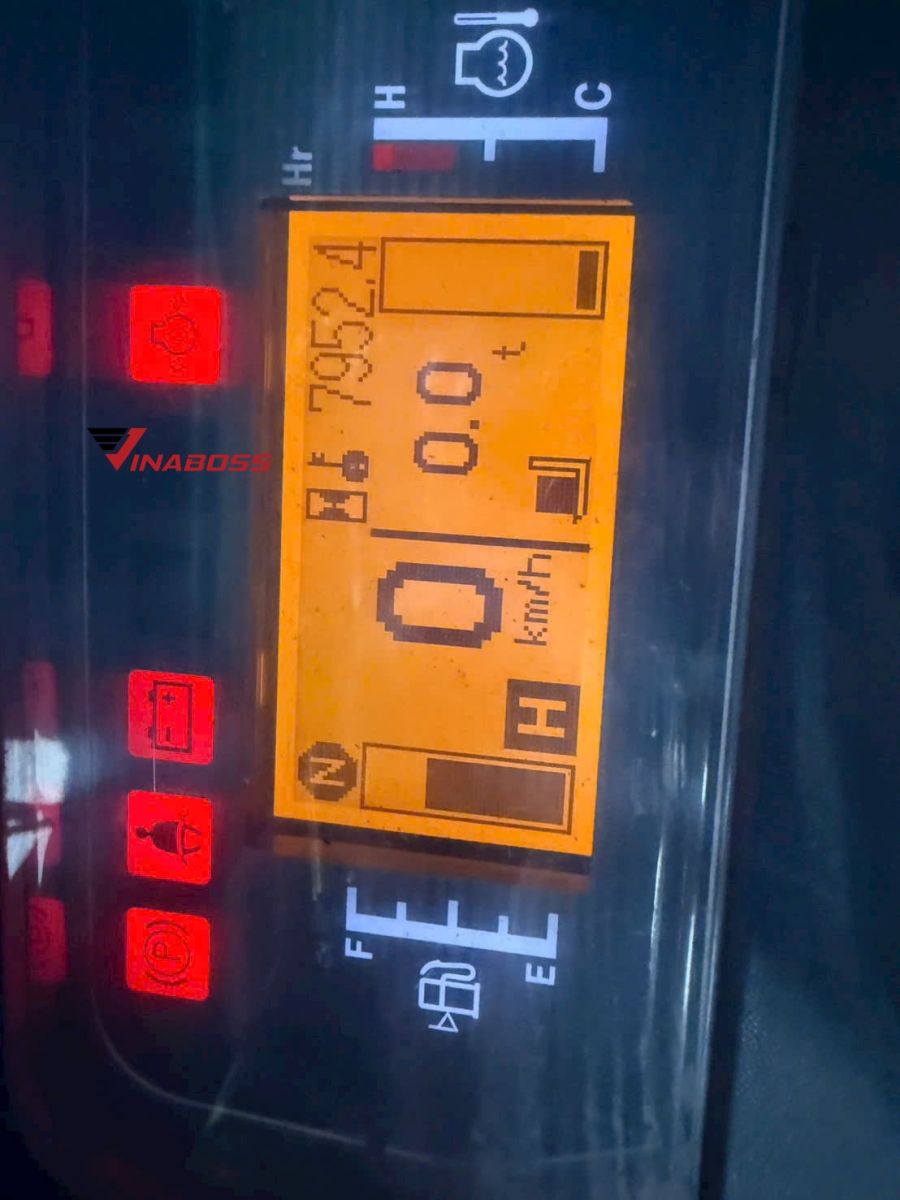 VINABOSS
P
- +
N 7952.4 Hr
F 0 0.0 H
km/h t
H
E C